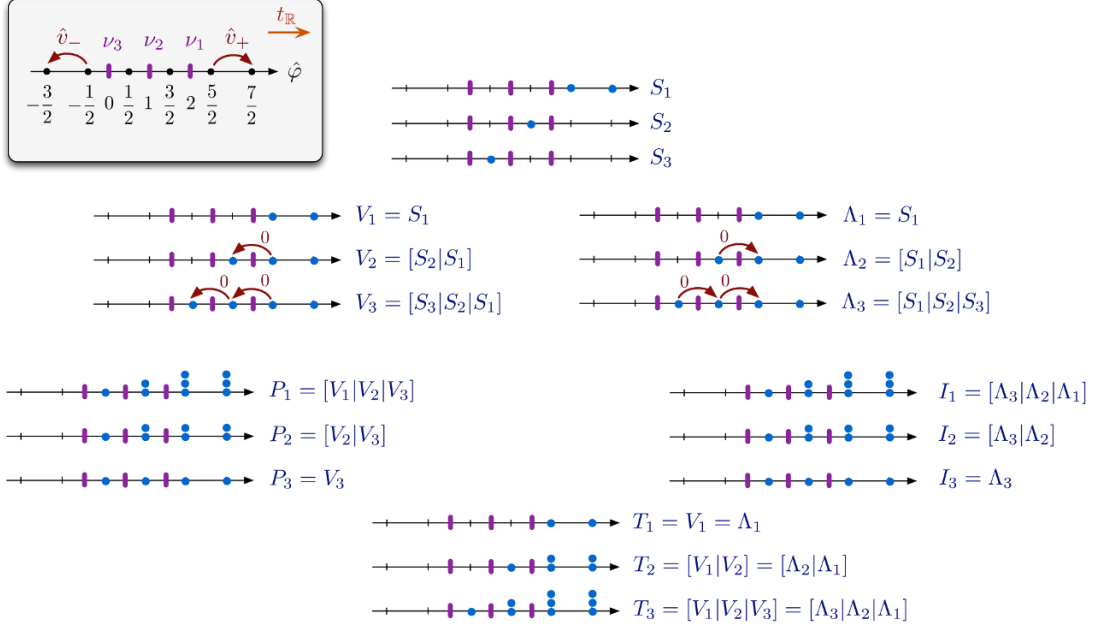 t_ℝ
v̂₋ ν₃ ν₂ ν₁ v̂₊
φ̂
-3/2 -1/2 0 1/2 1 3/2 2 5/2 7/2
S₁
S₂
S₃
V₁ = S₁
0
V₂ = [S₂|S₁]
0 0
V₃ = [S₃|S₂|S₁]
Λ₁ = S₁
0
Λ₂ = [S₁|S₂]
0 0
Λ₃ = [S₁|S₂|S₃]
P₁ = [V₁|V₂|V₃]
P₂ = [V₂|V₃]
P₃ = V₃
I₁ = [Λ₃|Λ₂|Λ₁]
I₂ = [Λ₃|Λ₂]
I₃ = Λ₃
T₁ = V₁ = Λ₁
T₂ = [V₁|V₂] = [Λ₂|Λ₁]
T₃ = [V₁|V₂|V₃] = [Λ₃|Λ₂|Λ₁]